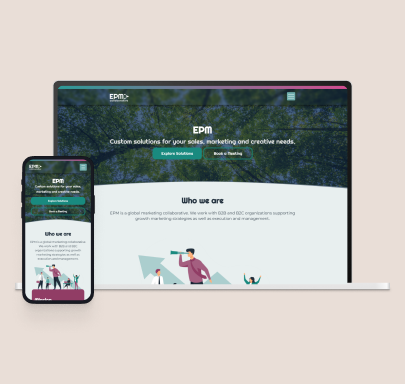 EPM
EPM
Custom solutions for your sales, marketing and creative needs.
Explore Solutions
Book a Meeting
Who we are
EPM is a global marketing collaborative. We work with B2B and B2C organisations supporting
growth marketing strategies as well as execution and management.
EPM
EPM
Custom solutions for your sales,
marketing and creative needs.
Explore Solutions
Book a Meeting
Who we are
EPM is a global marketing collaborative.
We work with B2B and B2C
organisations supporting growth
marketing strategies as well as
execution and management.